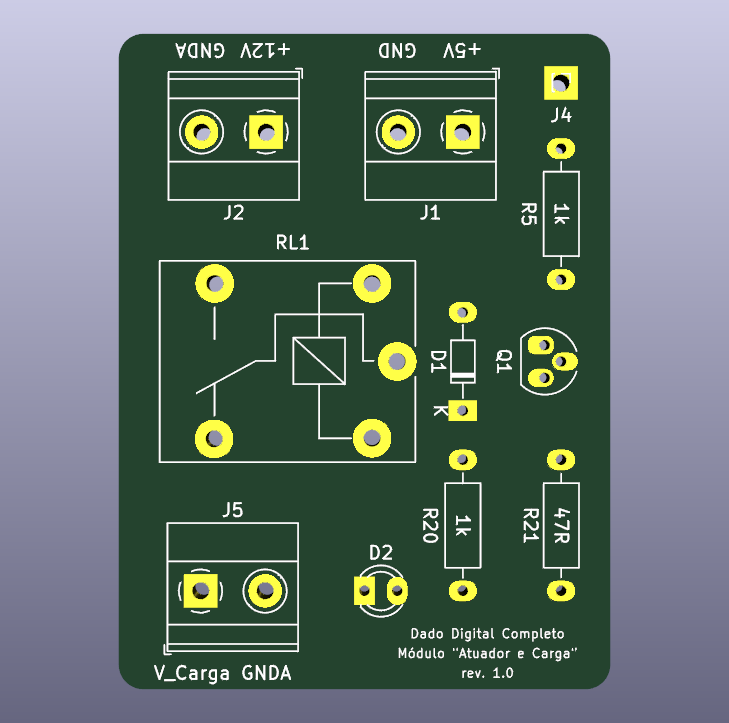 GNDA +12V GND +5V
J4
J2 J1
R5 1k
RL1
D1 Q1
K
J5
R20 1k R21 47R
D2
Dado Digital Completo
Módulo "Atuador e Carga"
rev. 1.0
V_Carga GNDA